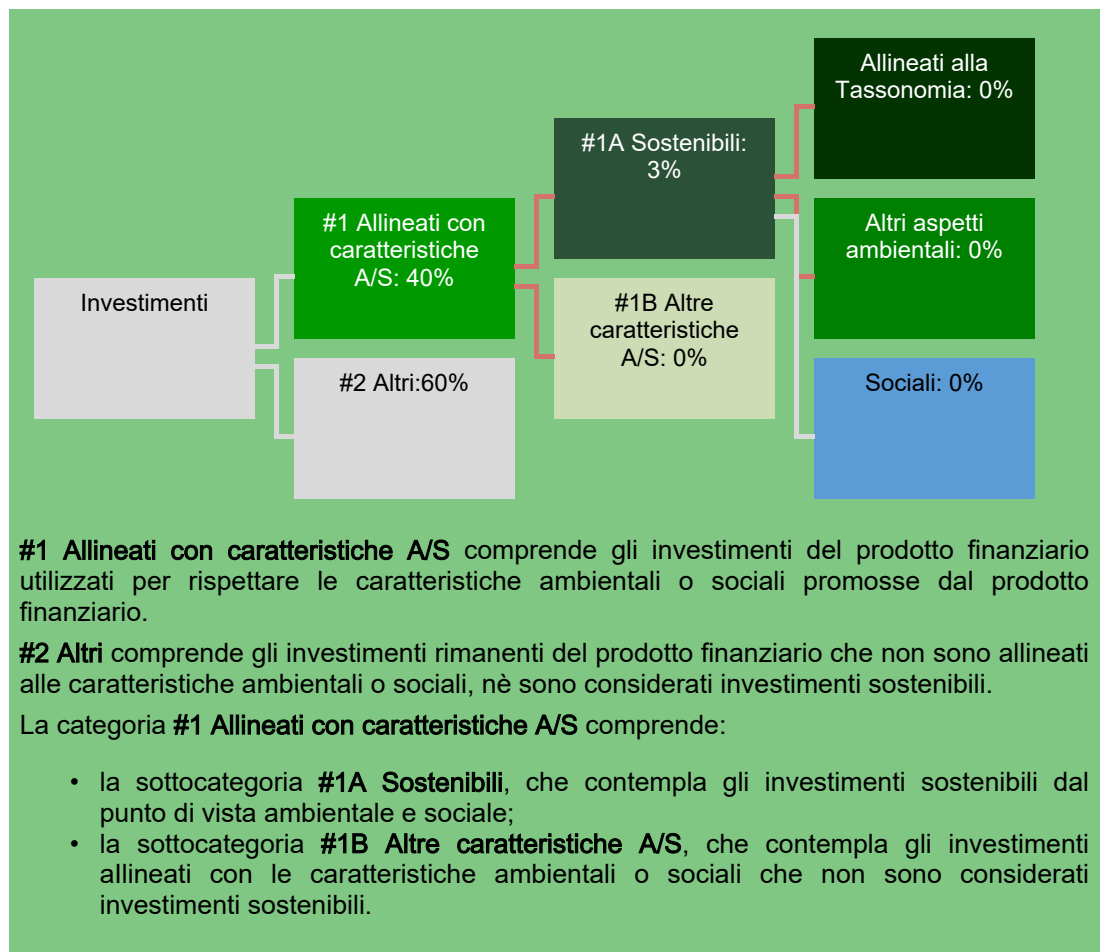 Investimenti
#1 Allineati con
caratteristiche
A/S: 40%
#2 Altri:60%
#1A Sostenibili:
3%
#1B Altre
caratteristiche
A/S: 0%
Allineati alla
Tassonomia: 0%
Altri aspetti
ambientali: 0%
Sociali: 0%
#1 Allineati con caratteristiche A/S comprende gli investimenti del prodotto finanziario
utilizzati per rispettare le caratteristiche ambientali o sociali promosse dal prodotto
finanziario.
#2 Altri comprende gli investimenti rimanenti del prodotto finanziario che non sono allineati
alle caratteristiche ambientali o sociali, nè sono considerati investimenti sostenibili.
La categoria #1 Allineati con caratteristiche A/S comprende:
• la sottocategoria #1A Sostenibili, che contempla gli investimenti sostenibili dal
punto di vista ambientale e sociale;
• la sottocategoria #1B Altre caratteristiche A/S, che contempla gli investimenti
allineati con le caratteristiche ambientali o sociali che non sono considerati
investimenti sostenibili.